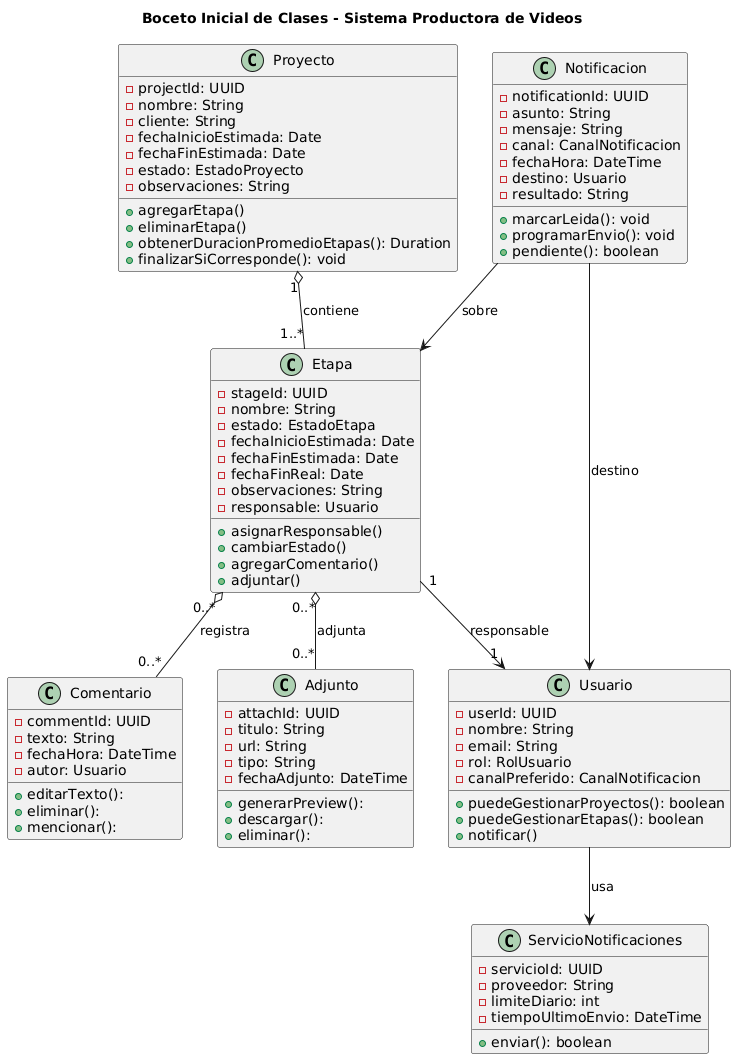 Boceto Inicial de Clases - Sistema Productora de Videos
C Proyecto
projectId: UUID
nombre: String
cliente: String
fechaInicioEstimada: Date
fechaFinEstimada: Date
estado: EstadoProyecto
observaciones: String
agregarEtapa()
eliminarEtapa()
obtenerDuracionPromedioEtapas(): Duration
finalizarSiCorresponde(): void
C Notificacion
notificationId: UUID
asunto: String
mensaje: String
canal: CanalNotificacion
fechaHora: DateTime
destino: Usuario
resultado: String
marcarLeida(): void
programarEnvio(): void
pendiente(): boolean
1
contiene
1..*
sobre
destino
C Etapa
stageId: UUID
nombre: String
estado: EstadoEtapa
fechaInicioEstimada: Date
fechaFinEstimada: Date
fechaFinReal: Date
observaciones: String
responsable: Usuario
asignarResponsable()
cambiarEstado()
agregarComentario()
adjuntar()
0..*
registra
0..*
0..*
adjunta
0..*
1
responsable
1
C Comentario
commentId: UUID
texto: String
fechaHora: DateTime
autor: Usuario
editarTexto():
eliminar():
mencionar():
C Adjunto
attachId: UUID
titulo: String
url: String
tipo: String
fechaAdjunto: DateTime
generarPreview():
descargar():
eliminar():
C Usuario
userId: UUID
nombre: String
email: String
rol: RolUsuario
canalPreferido: CanalNotificacion
puedeGestionarProyectos(): boolean
puedeGestionarEtapas(): boolean
notificar()
usa
C ServicioNotificaciones
servicioId: UUID
proveedor: String
limiteDiario: int
tiempoUltimoEnvio: DateTime
enviar(): boolean